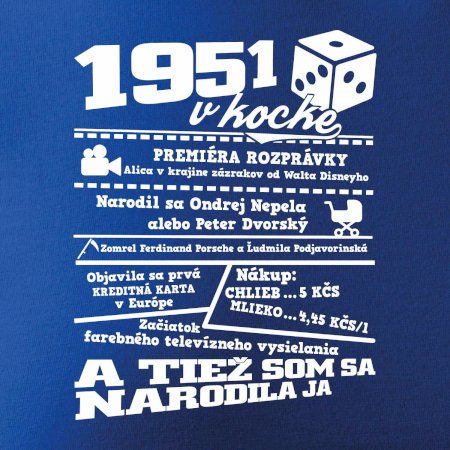 1951
v kocke
PREMIÉRA ROZPRÁVKY
Alica v krajine zázrakov od Walta Disneyho
Narodil sa Ondrej Nepela
alebo Peter Dvorský
Zomrel Ferdinand Porsche a Ľudmila Podjavorinská
Objavila sa prvá
KREDITNÁ KARTA
v Európe
Nákup:
CHLIEB ... 5 KČS
MLIEKO ... 4,45 KČS/l
Začiatok
farebného televízneho vysielania
A TIEŽ SOM SA
NARODILA JA